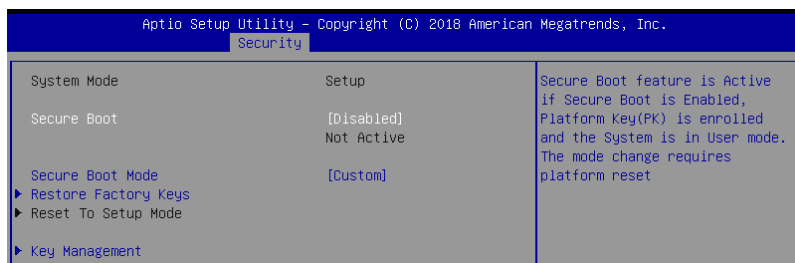 Aptio Setup Utility – Copyright (C) 2018 American Megatrends, Inc.
Security
System Mode Setup
Secure Boot [Disabled]
Not Active
Secure Boot Mode [Custom]
Restore Factory Keys
Reset To Setup Mode
Key Management
Secure Boot feature is Active
if Secure Boot is Enabled,
Platform Key(PK) is enrolled
and the System is in User mode.
The mode change requires
platform reset